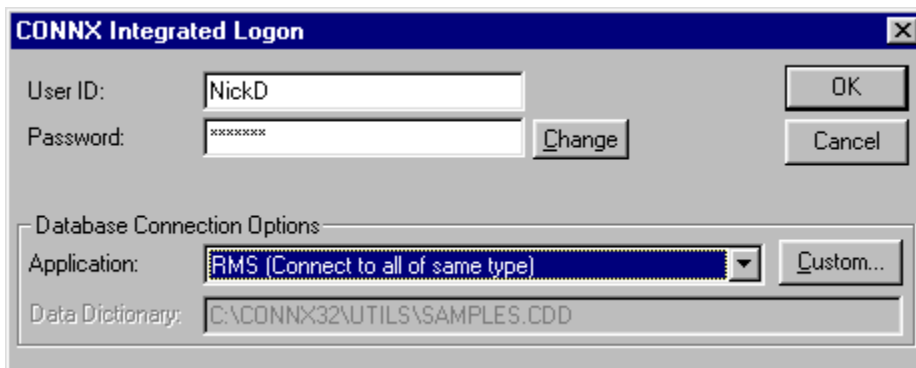 CONNX Integrated Logon
User ID: NickD OK
Password: ******* Change Cancel
Database Connection Options
Application: RMS (Connect to all of same type) Custom...
Data Dictionary: C:\CONNX32\UTILS\SAMPLES.CDD